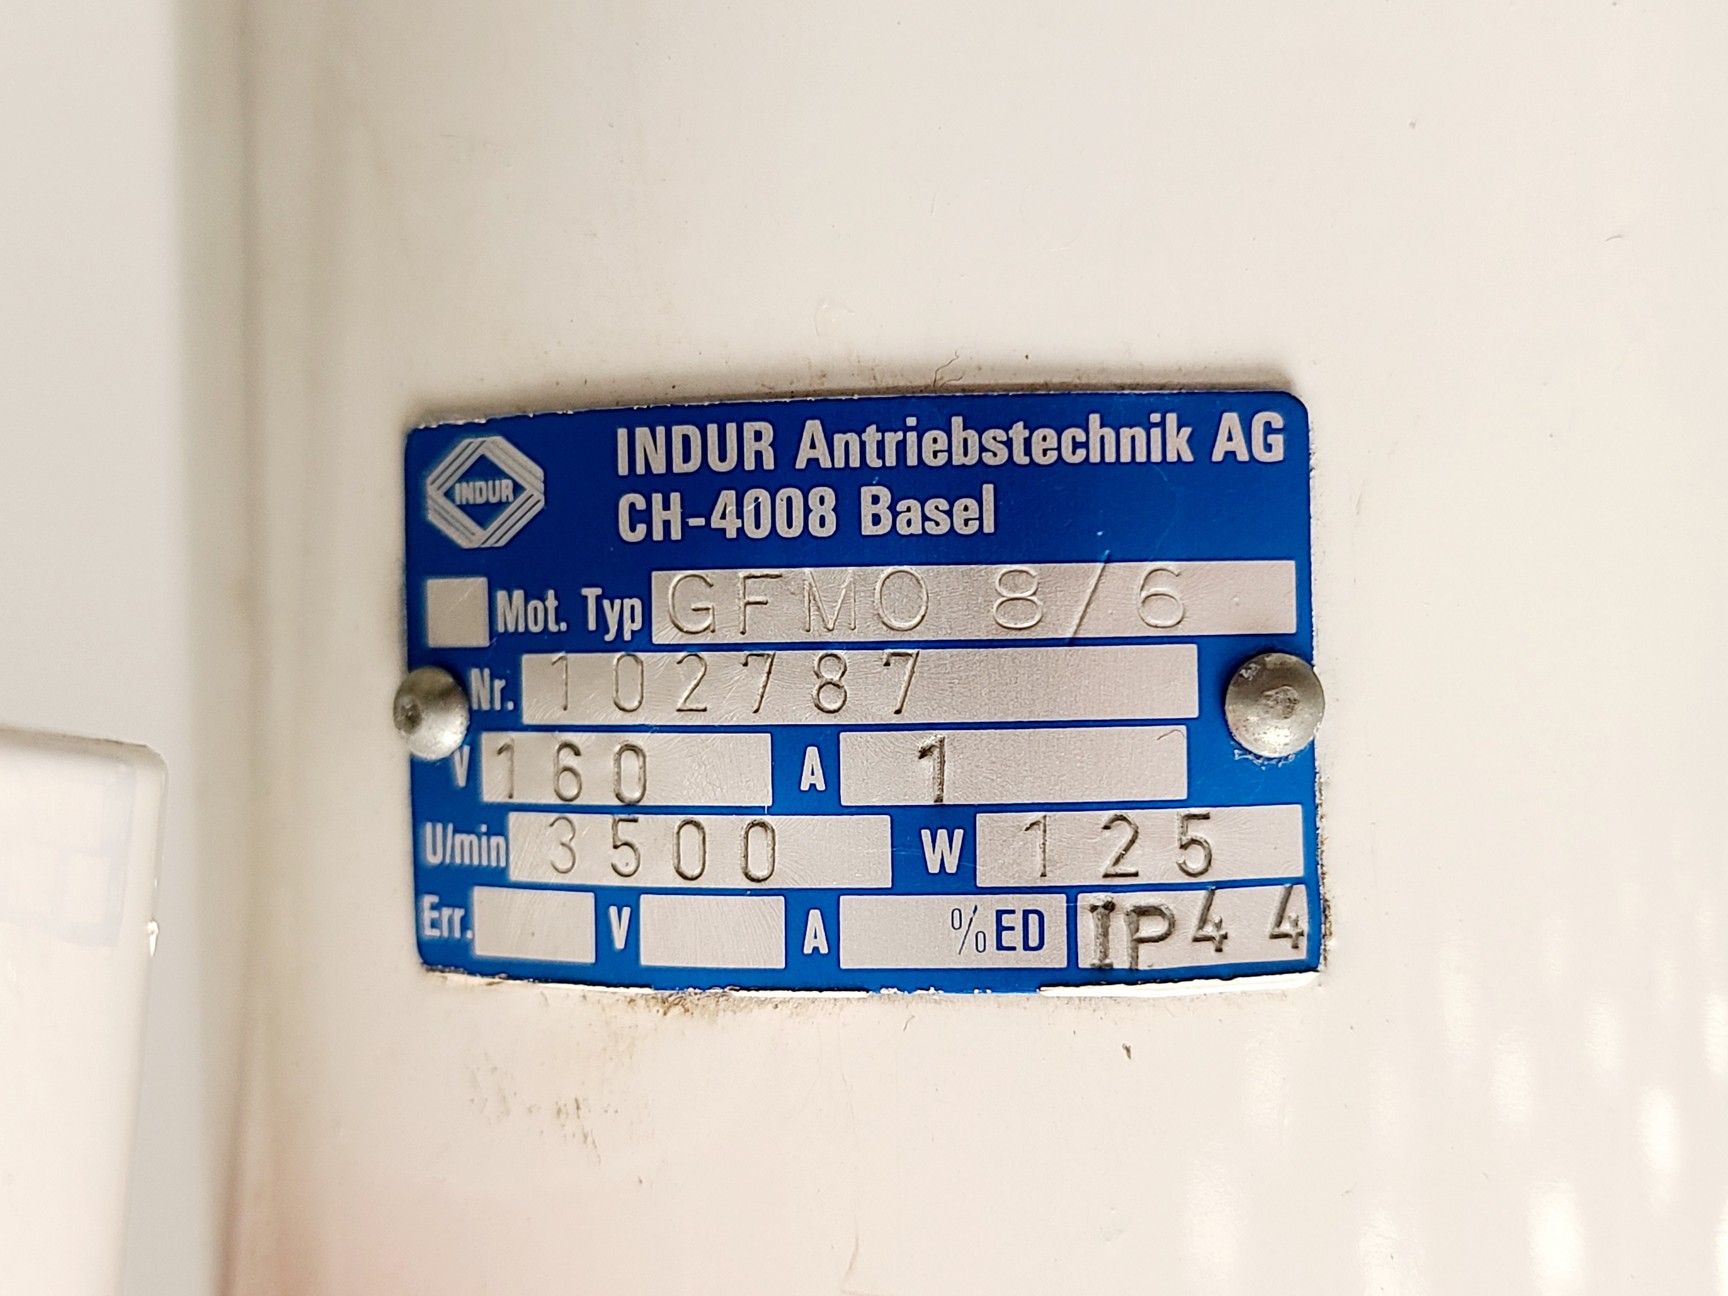 INDUR
INDUR Antriebstechnik AG
CH-4008 Basel
Mot. Typ GFMO 8/6
Nr. 102787
V 160 A 1
U/min 3500 W 125
Err. V A %ED IP44